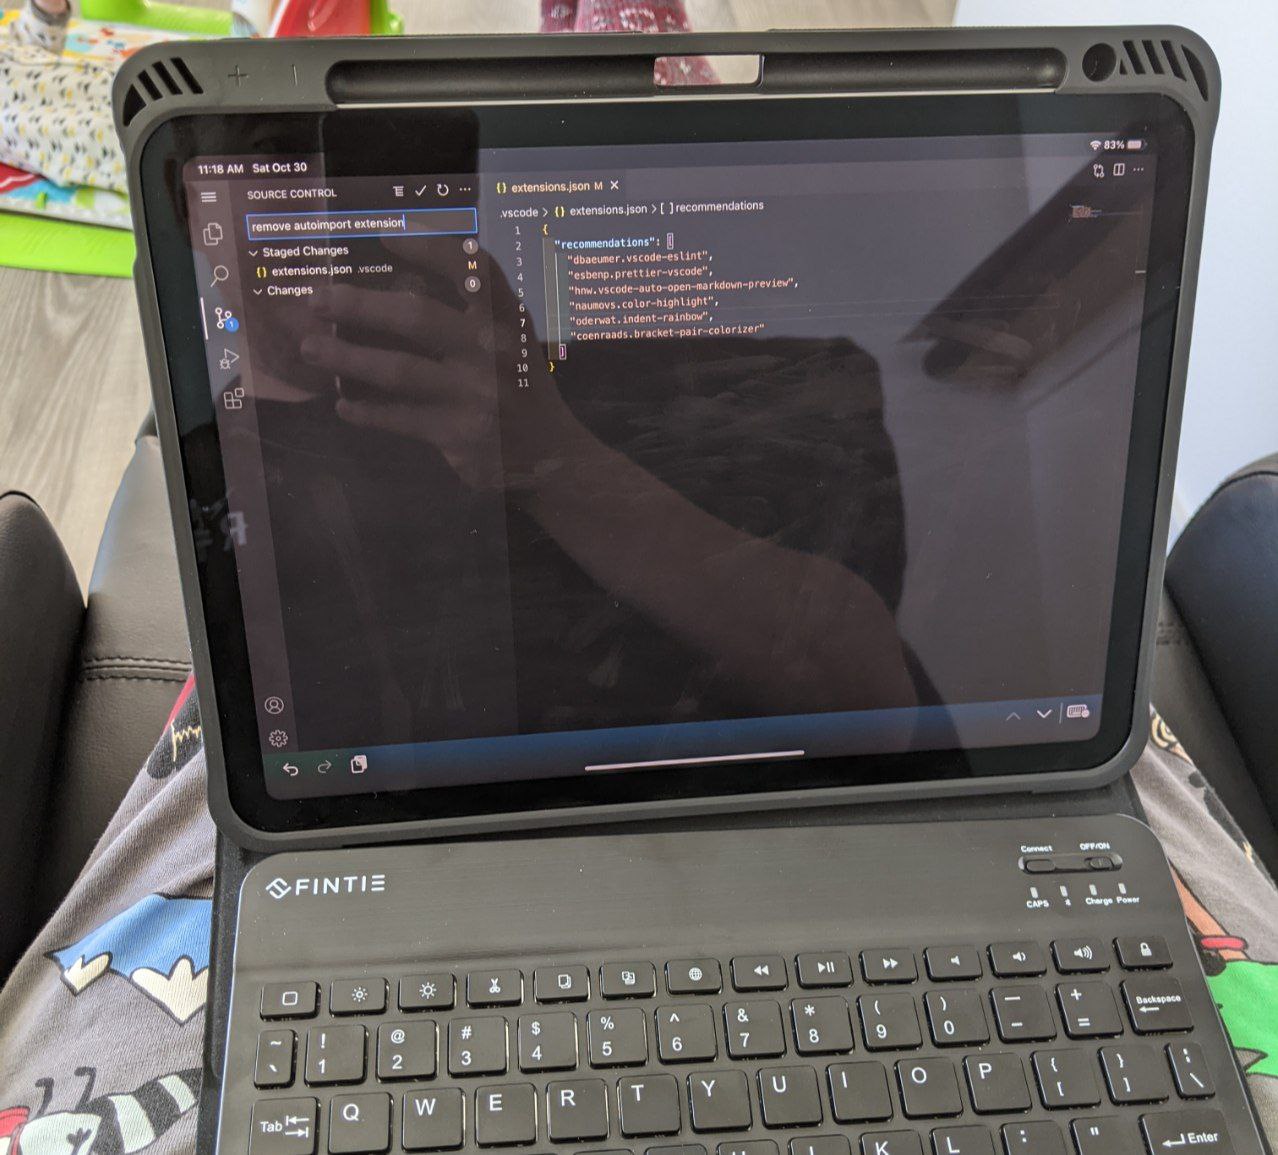 11:18 AM Sat Oct 30
83%
SOURCE CONTROL
remove autoimport extension
Staged Changes 1
{} extensions.json .vscode M
Changes 0
1
{} extensions.json M ×
.vscode > {} extensions.json > [ ] recommendations
1 {
2 "recommendations": [
3 "dbaeumer.vscode-eslint",
4 "esbenp.prettier-vscode",
5 "hnw.vscode-auto-open-markdown-preview",
6 "naumovs.color-highlight",
7 "oderwat.indent-rainbow",
8 "coenraads.bracket-pair-colorizer"
9 ]
10 }
11
FINTIE
Connect OFF/ON
CAPS Charge Power
~ ! @ # $ % ^ & * ( ) — + Backspace
` 1 2 3 4 5 6 7 8 9 0 - =
Tab Q W E R T Y U I O P { } 
[ ] \
K L : " Enter